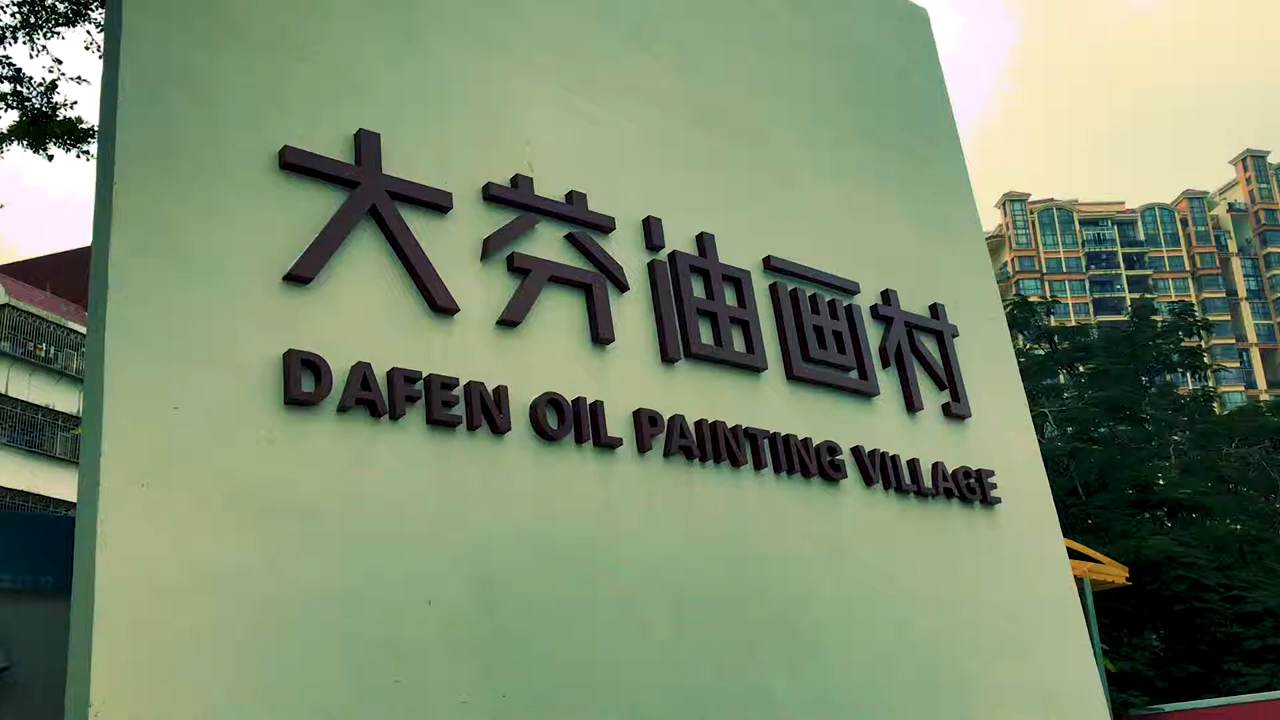 大芬油画村
DAFEN OIL PAINTING VILLAGE